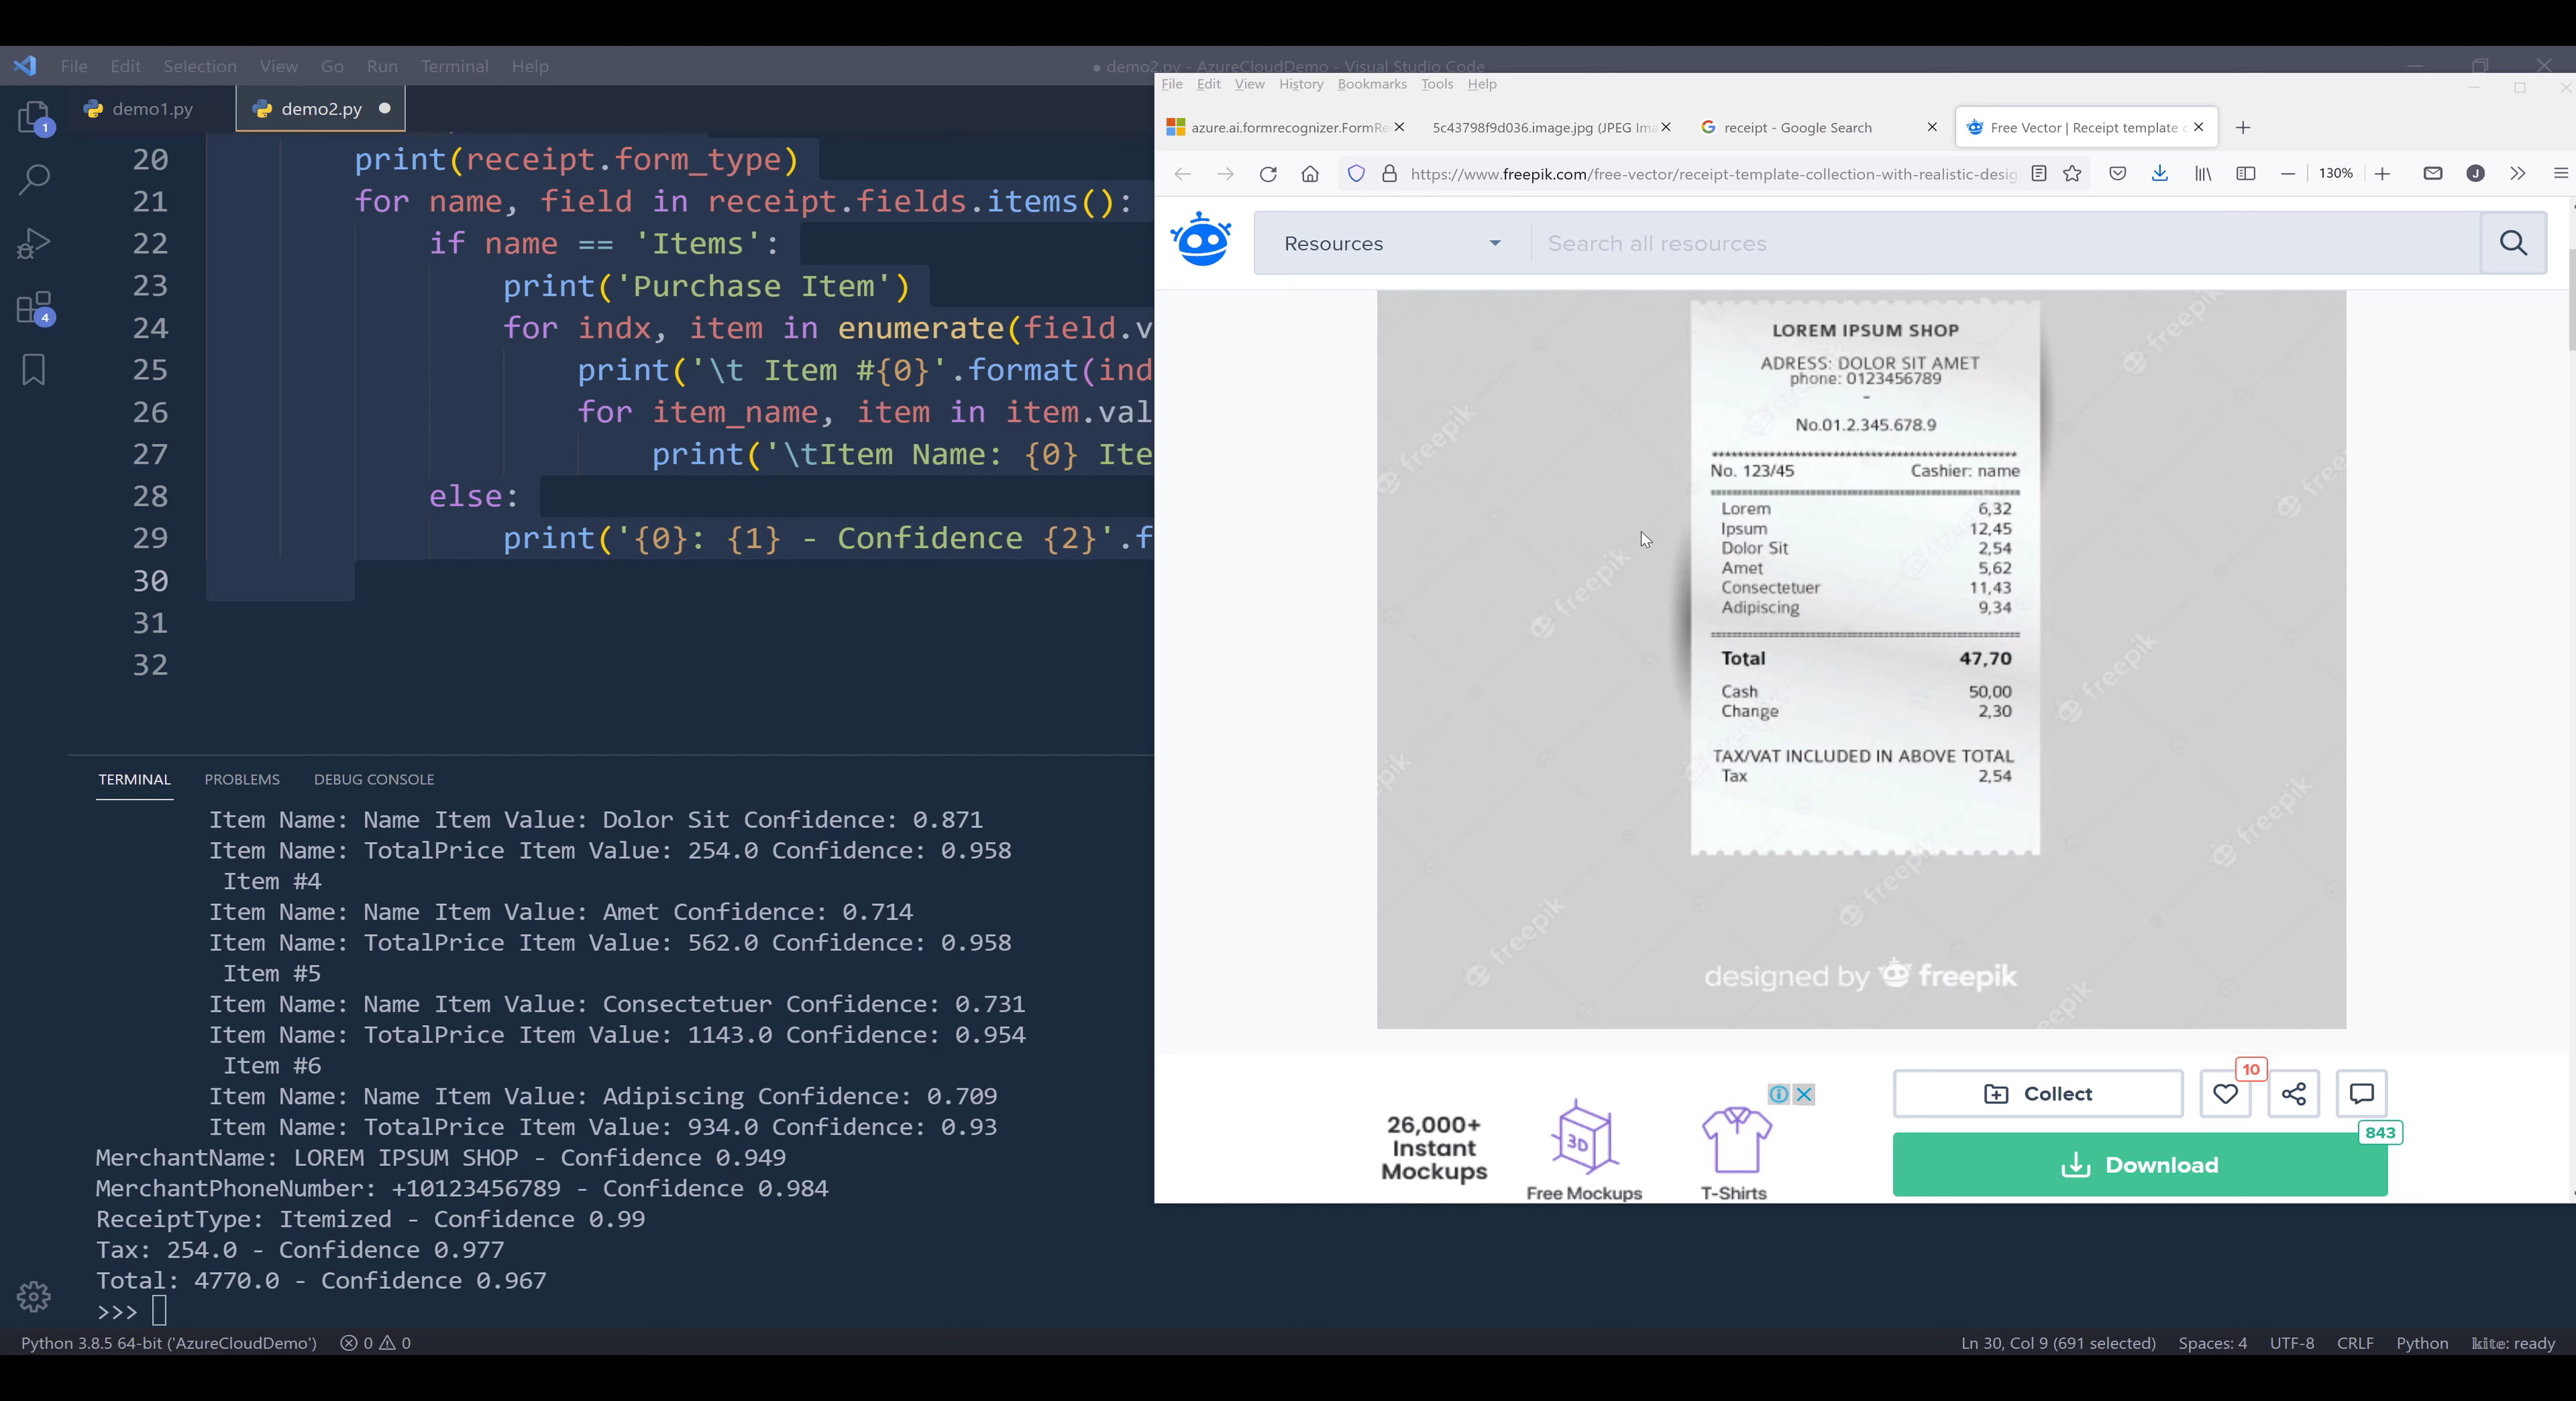 File Edit Selection View Go Run Terminal Help
● demo2.py - AzureCloudDemo - Visual Studio Code
demo1.py
demo2.py
20 print(receipt.form_type)
21 for name, field in receipt.fields.items():
22 if name == 'Items':
23 print('Purchase Item')
24 for indx, item in enumerate(field.v
25 print('\t Item #{0}'.format(ind
26 for item_name, item in item.val
27 print('\tItem Name: {0} Ite
28 else:
29 print('{0}: {1} - Confidence {2}'.f
30
31
32
1
4
TERMINAL PROBLEMS DEBUG CONSOLE
Item Name: Name Item Value: Dolor Sit Confidence: 0.871
Item Name: TotalPrice Item Value: 254.0 Confidence: 0.958
Item #4
Item Name: Name Item Value: Amet Confidence: 0.714
Item Name: TotalPrice Item Value: 562.0 Confidence: 0.958
Item #5
Item Name: Name Item Value: Consectetuer Confidence: 0.731
Item Name: TotalPrice Item Value: 1143.0 Confidence: 0.954
Item #6
Item Name: Name Item Value: Adipiscing Confidence: 0.709
Item Name: TotalPrice Item Value: 934.0 Confidence: 0.93
MerchantName: LOREM IPSUM SHOP - Confidence 0.949
MerchantPhoneNumber: +10123456789 - Confidence 0.984
ReceiptType: Itemized - Confidence 0.99
Tax: 254.0 - Confidence 0.977
Total: 4770.0 - Confidence 0.967
>>>
Python 3.8.5 64-bit ('AzureCloudDemo') 0 0
Ln 30, Col 9 (691 selected) Spaces: 4 UTF-8 CRLF Python kite: ready
File Edit View History Bookmarks Tools Help
azure.ai.formrecognizer.FormRe
5c43798f9d036.image.jpg (JPEG Ima
receipt - Google Search
Free Vector | Receipt template c
https://www.freepik.com/free-vector/receipt-template-collection-with-realistic-desig
130%
J
Resources
Search all resources
LOREM IPSUM SHOP
ADRESS: DOLOR SIT AMET
phone: 0123456789
-
No.01.2.345.678.9
No. 123/45 Cashier: name
Lorem 6,32
Ipsum 12,45
Dolor Sit 2,54
Amet 5,62
Consectetuer 11,43
Adipiscing 9,34
Total 47,70
Cash 50,00
Change 2,30
TAX/VAT INCLUDED IN ABOVE TOTAL
Tax 2,54
freepik
freepik
freepik
freepik
freepik
freepik
freepik
designed by freepik
26,000+
Instant
Mockups
3D
Free Mockups
T-Shirts
Collect
10
843
Download